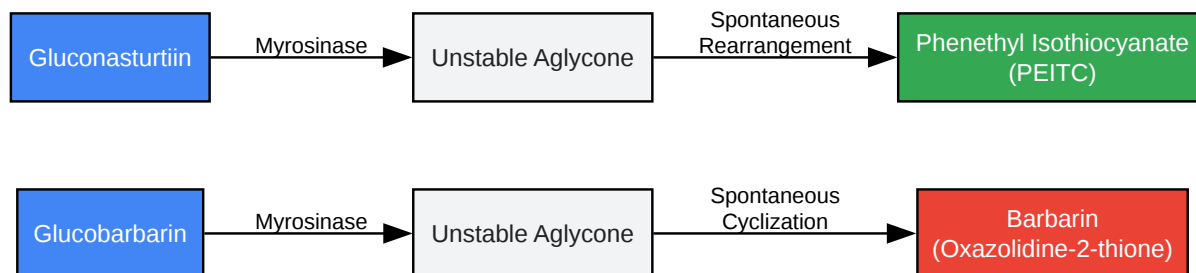 Gluconasturtiin
Myrosinase
Unstable Aglycone
Spontaneous
Rearrangement
Phenethyl Isothiocyanate
(PEITC)
Glucobarbarin
Myrosinase
Unstable Aglycone
Spontaneous
Cyclization
Barbarin
(Oxazolidine-2-thione)